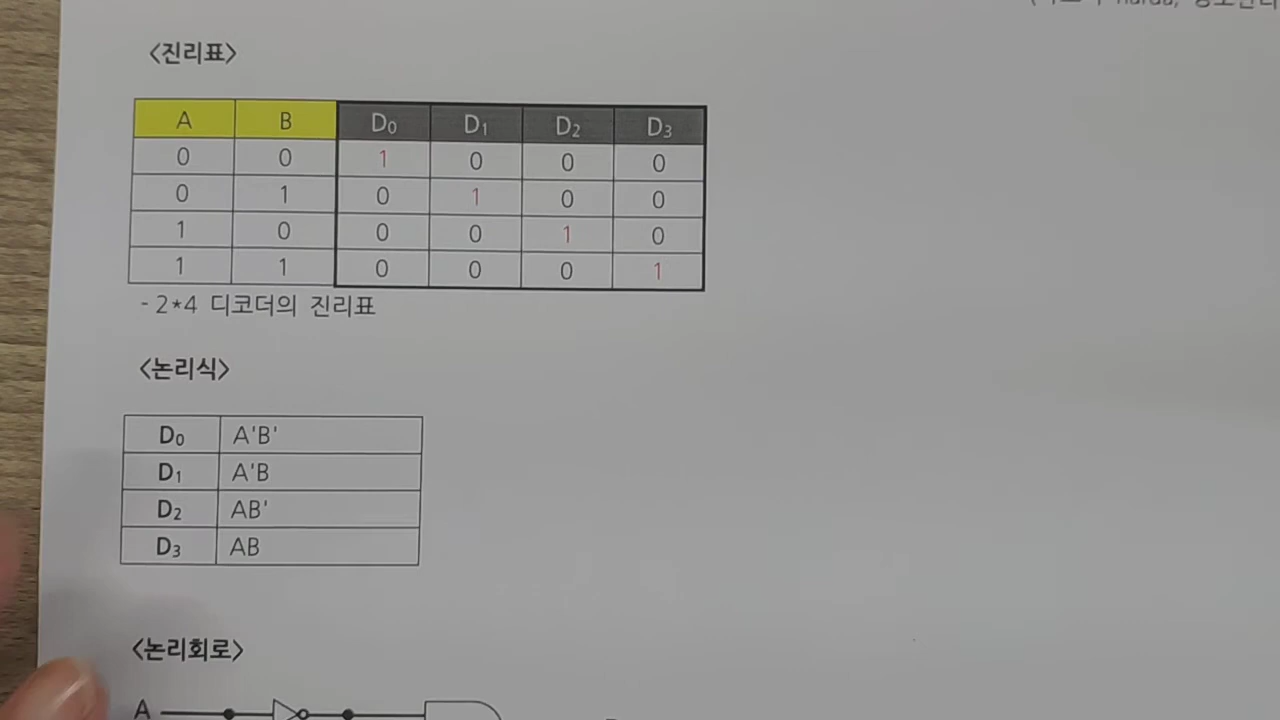 <진리표>
A B D₀ D₁ D₂ D₃
0 0 1 0 0 0
0 1 0 1 0 0
1 0 0 0 1 0
1 1 0 0 0 1
- 2*4 디코더의 진리표
<논리식>
D₀ A'B'
D₁ A'B
D₂ AB'
D₃ AB
<논리회로>
A